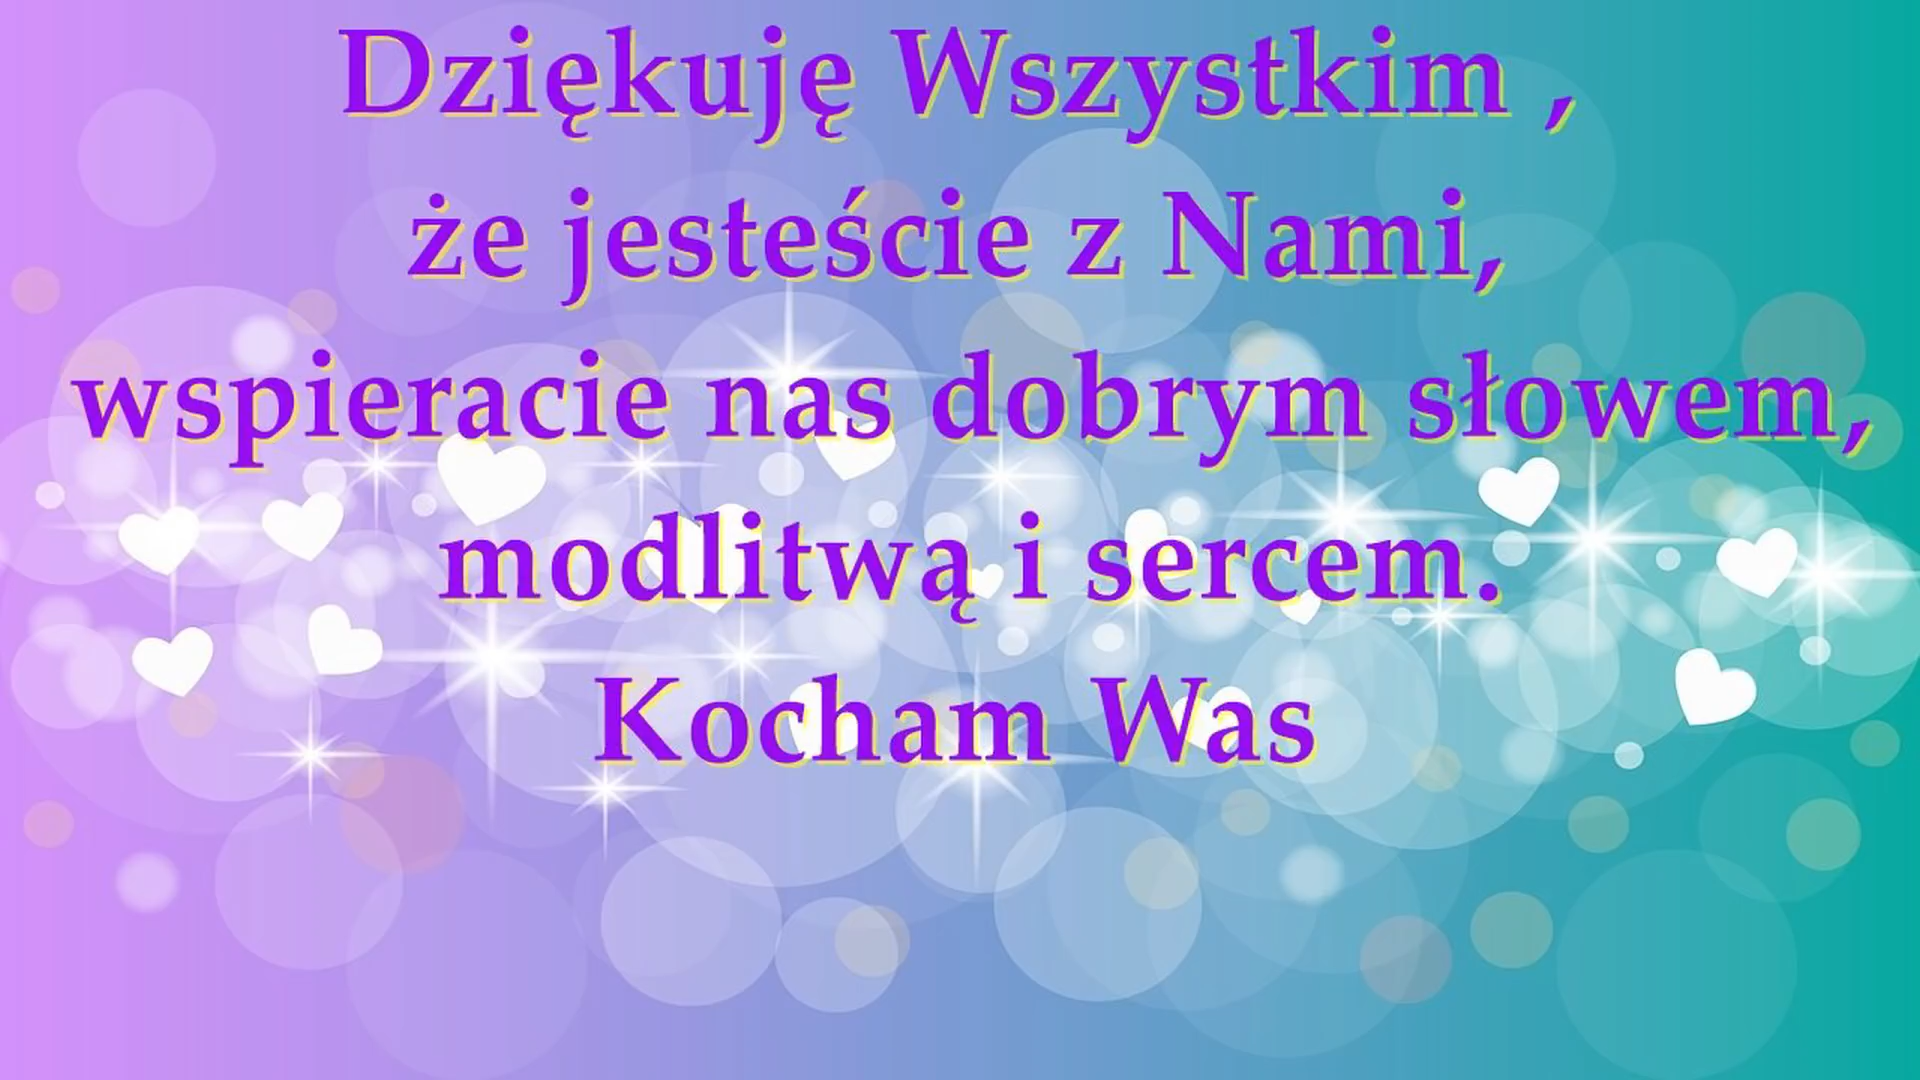 Dziękuję Wszystkim ,
że jesteście z Nami,
wspieracie nas dobrym słowem,
modlitwą i sercem.
Kocham Was